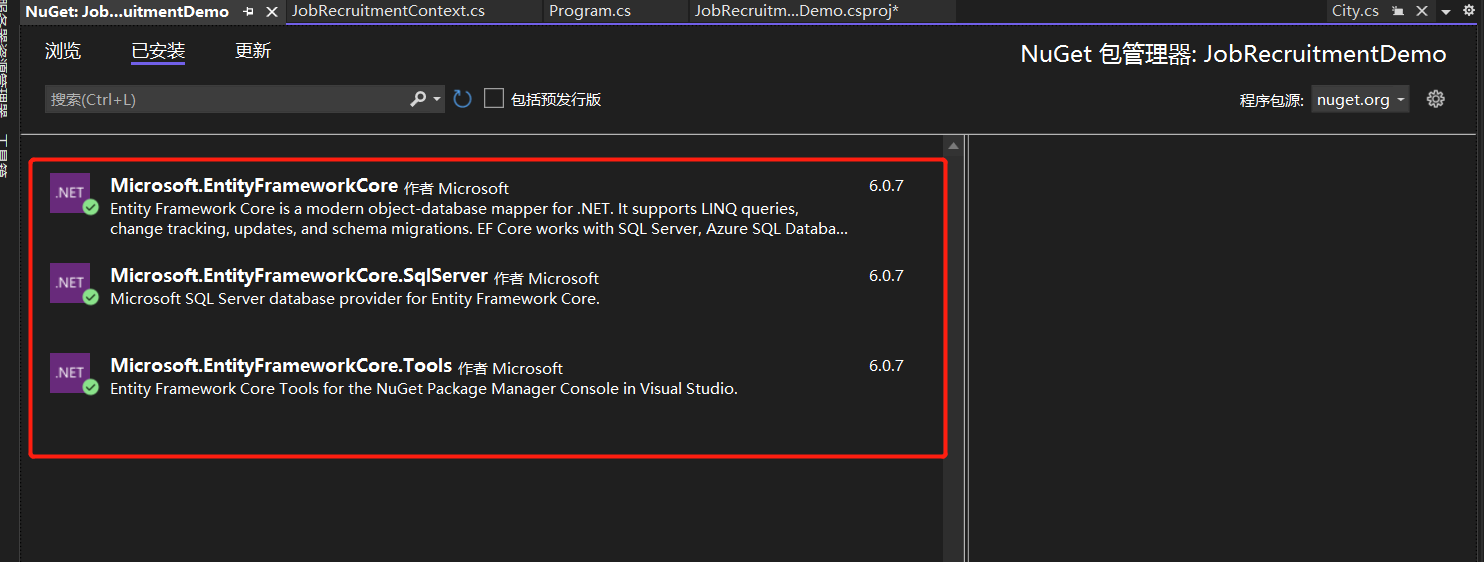 NuGet: Job...uitmentDemo
JobRecruitmentContext.cs
Program.cs
JobRecruitm...Demo.csproj*
City.cs
浏览
已安装
更新
NuGet 包管理器: JobRecruitmentDemo
搜索(Ctrl+L)
包括预发行版
程序包源:
nuget.org
工具箱
.NET
Microsoft.EntityFrameworkCore 作者 Microsoft
6.0.7
Entity Framework Core is a modern object-database mapper for .NET. It supports LINQ queries,
change tracking, updates, and schema migrations. EF Core works with SQL Server, Azure SQL Databa...
.NET
Microsoft.EntityFrameworkCore.SqlServer 作者 Microsoft
6.0.7
Microsoft SQL Server database provider for Entity Framework Core.
.NET
Microsoft.EntityFrameworkCore.Tools 作者 Microsoft
6.0.7
Entity Framework Core Tools for the NuGet Package Manager Console in Visual Studio.